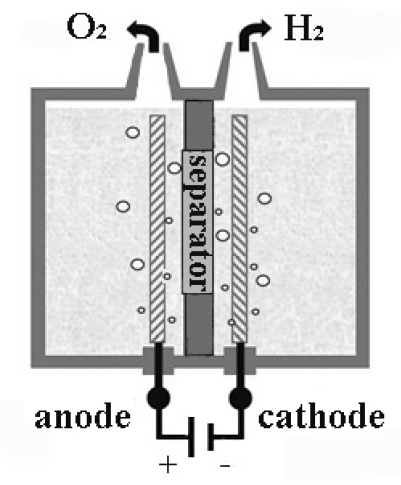 O₂ H₂
separator
anode cathode
+ -